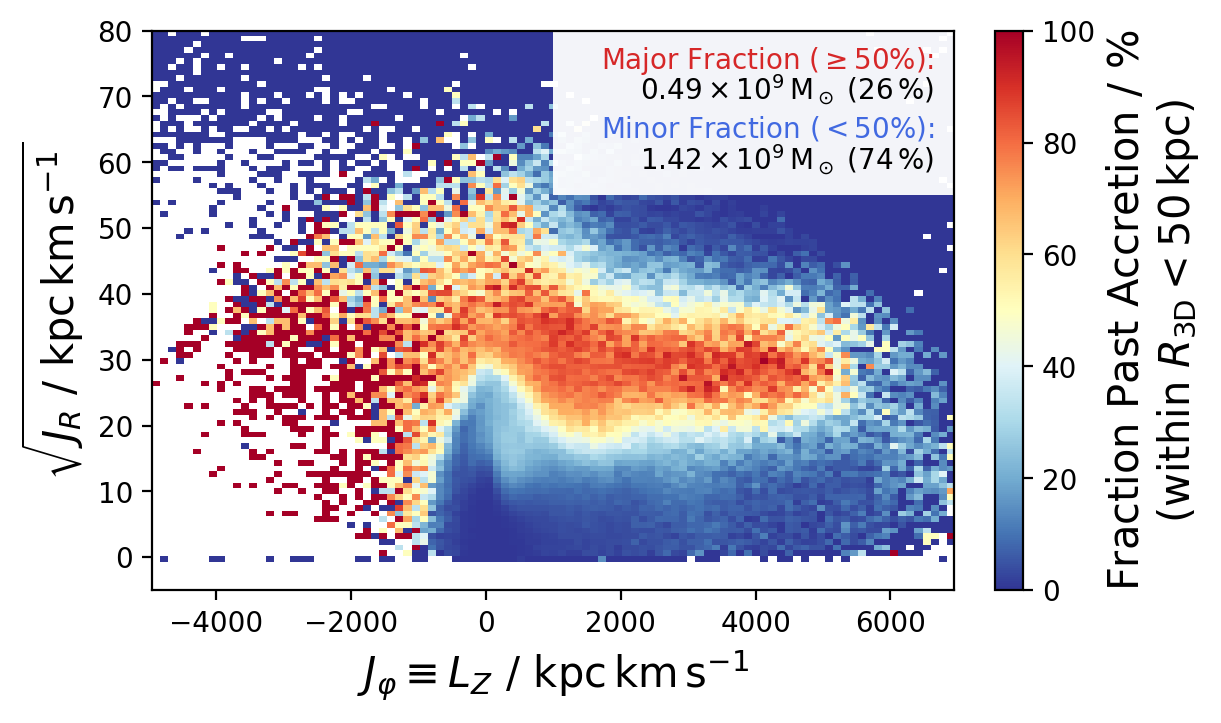 80
70
60
50
40
30
20
10
0
√J_R / kpc km s⁻¹
−4000 −2000 0 2000 4000 6000
J_φ ≡ L_Z / kpc km s⁻¹
Major Fraction (≥50%):
0.49 × 10⁹ M_⊙ (26 %)
Minor Fraction (<50%):
1.42 × 10⁹ M_⊙ (74 %)
100
80
60
40
20
0
Fraction Past Accretion / %
(within R_3D < 50 kpc)